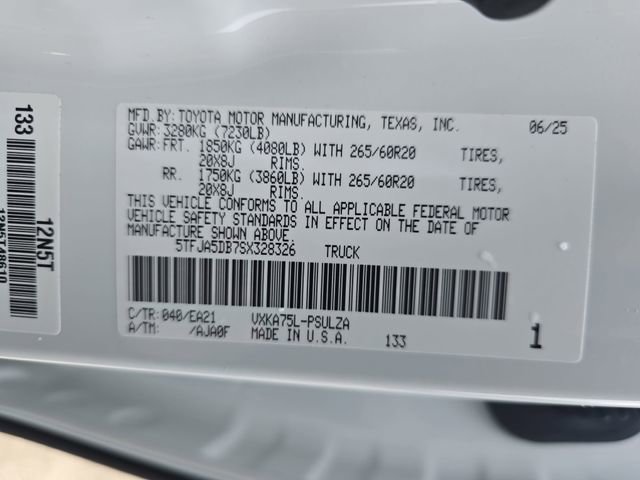 MFD.BY: TOYOTA MOTOR MANUFACTURING, TEXAS, INC. 06/25
GVWR: 3280KG (7230LB)
GAWR: FRT. 1850KG (4080LB) WITH 265/60R20 TIRES,
20X8J RIMS.
RR. 1750KG (3860LB) WITH 265/60R20 TIRES,
20X8J RIMS.
THIS VEHICLE CONFORMS TO ALL APPLICABLE FEDERAL MOTOR
VEHICLE SAFETY STANDARDS IN EFFECT ON THE DATE OF
MANUFACTURE SHOWN ABOVE.
5TFJA5DB7SX328326 TRUCK
C/TR: 040/EA21 VXKA75L-PSULZA
A/TM: /AJA0F MADE IN U.S.A. 133 1
133
12N5T
12N5T48610